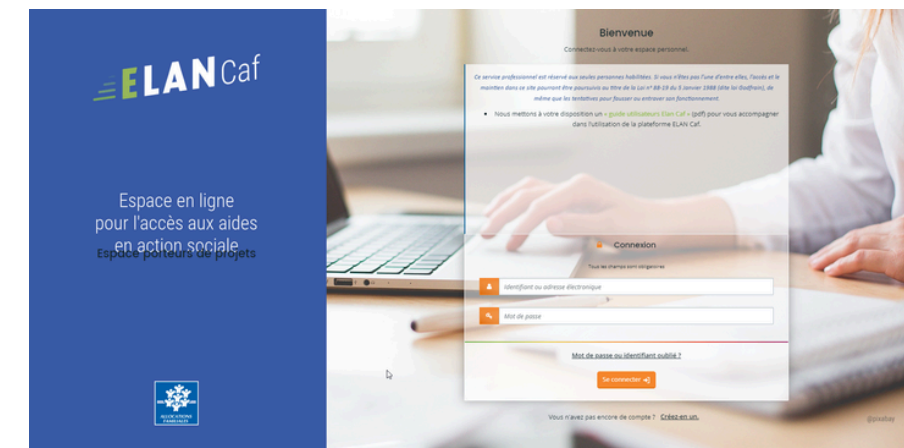 ELAN Caf
Espace en ligne
pour l'accès aux aides
en action sociale
Espace porteurs de projets
ALLOCATIONS
FAMILIALES
Bienvenue
Connectez-vous à votre espace personnel.
Ce service professionnel est réservé aux seules personnes habilitées. Si vous n'êtes pas l'une d'entre elles, l'accès et le
maintien dans ce site pourront être poursuivis au titre de la Loi n° 88-19 du 5 janvier 1988 (dite loi Godfrain), de
même que les tentatives pour fausser ou entraver son fonctionnement.
• Nous mettons à votre disposition un « guide utilisateurs Elan Caf » (pdf) pour vous accompagner
dans l'utilisation de la plateforme ELAN Caf.
Connexion
Tous les champs sont obligatoires
Identifiant ou adresse électronique
Mot de passe
Mot de passe ou identifiant oublié ?
Se connecter
Vous n'avez pas encore de compte ? Créez-en un.
@pixabay